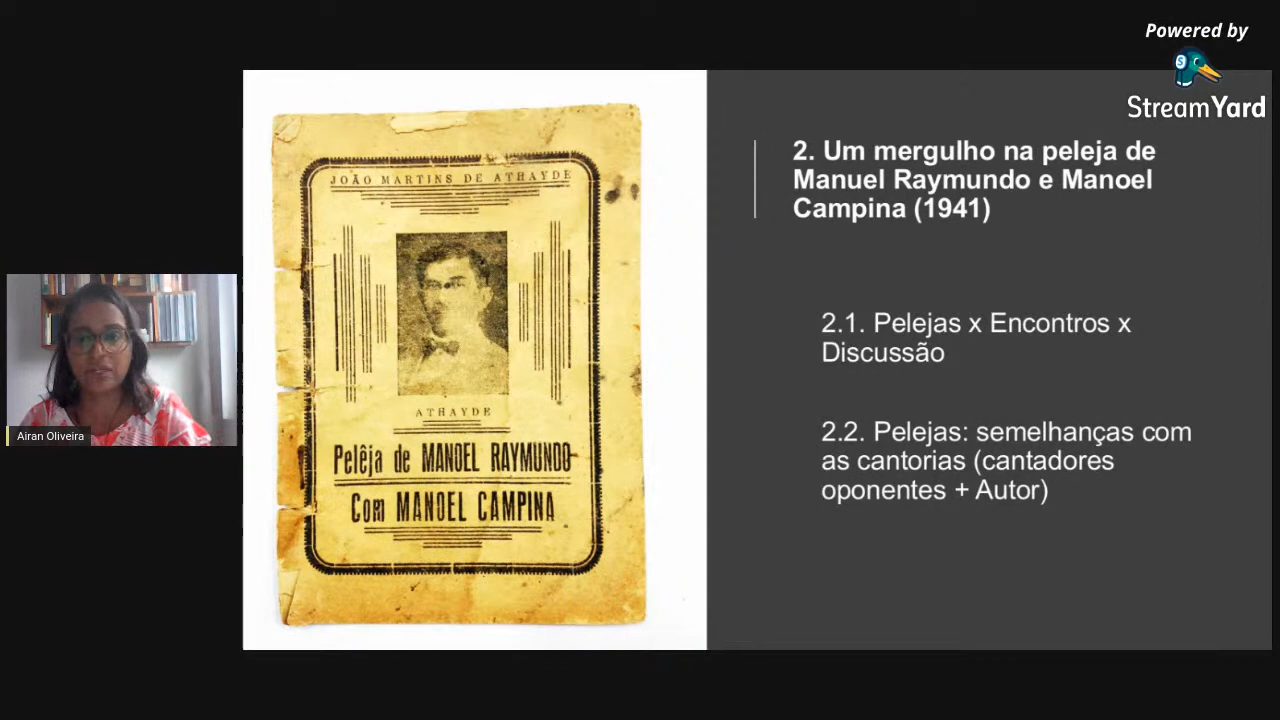 Powered by
StreamYard
JOÃO MARTINS DE ATHAYDE
ATHAYDE
Pelêja de MANOEL RAYMUNDO
Com MANOEL CAMPINA
2. Um mergulho na peleja de
Manuel Raymundo e Manoel
Campina (1941)
2.1. Pelejas x Encontros x
Discussão
2.2. Pelejas: semelhanças com
as cantorias (cantadores
oponentes + Autor)
Airan Oliveira